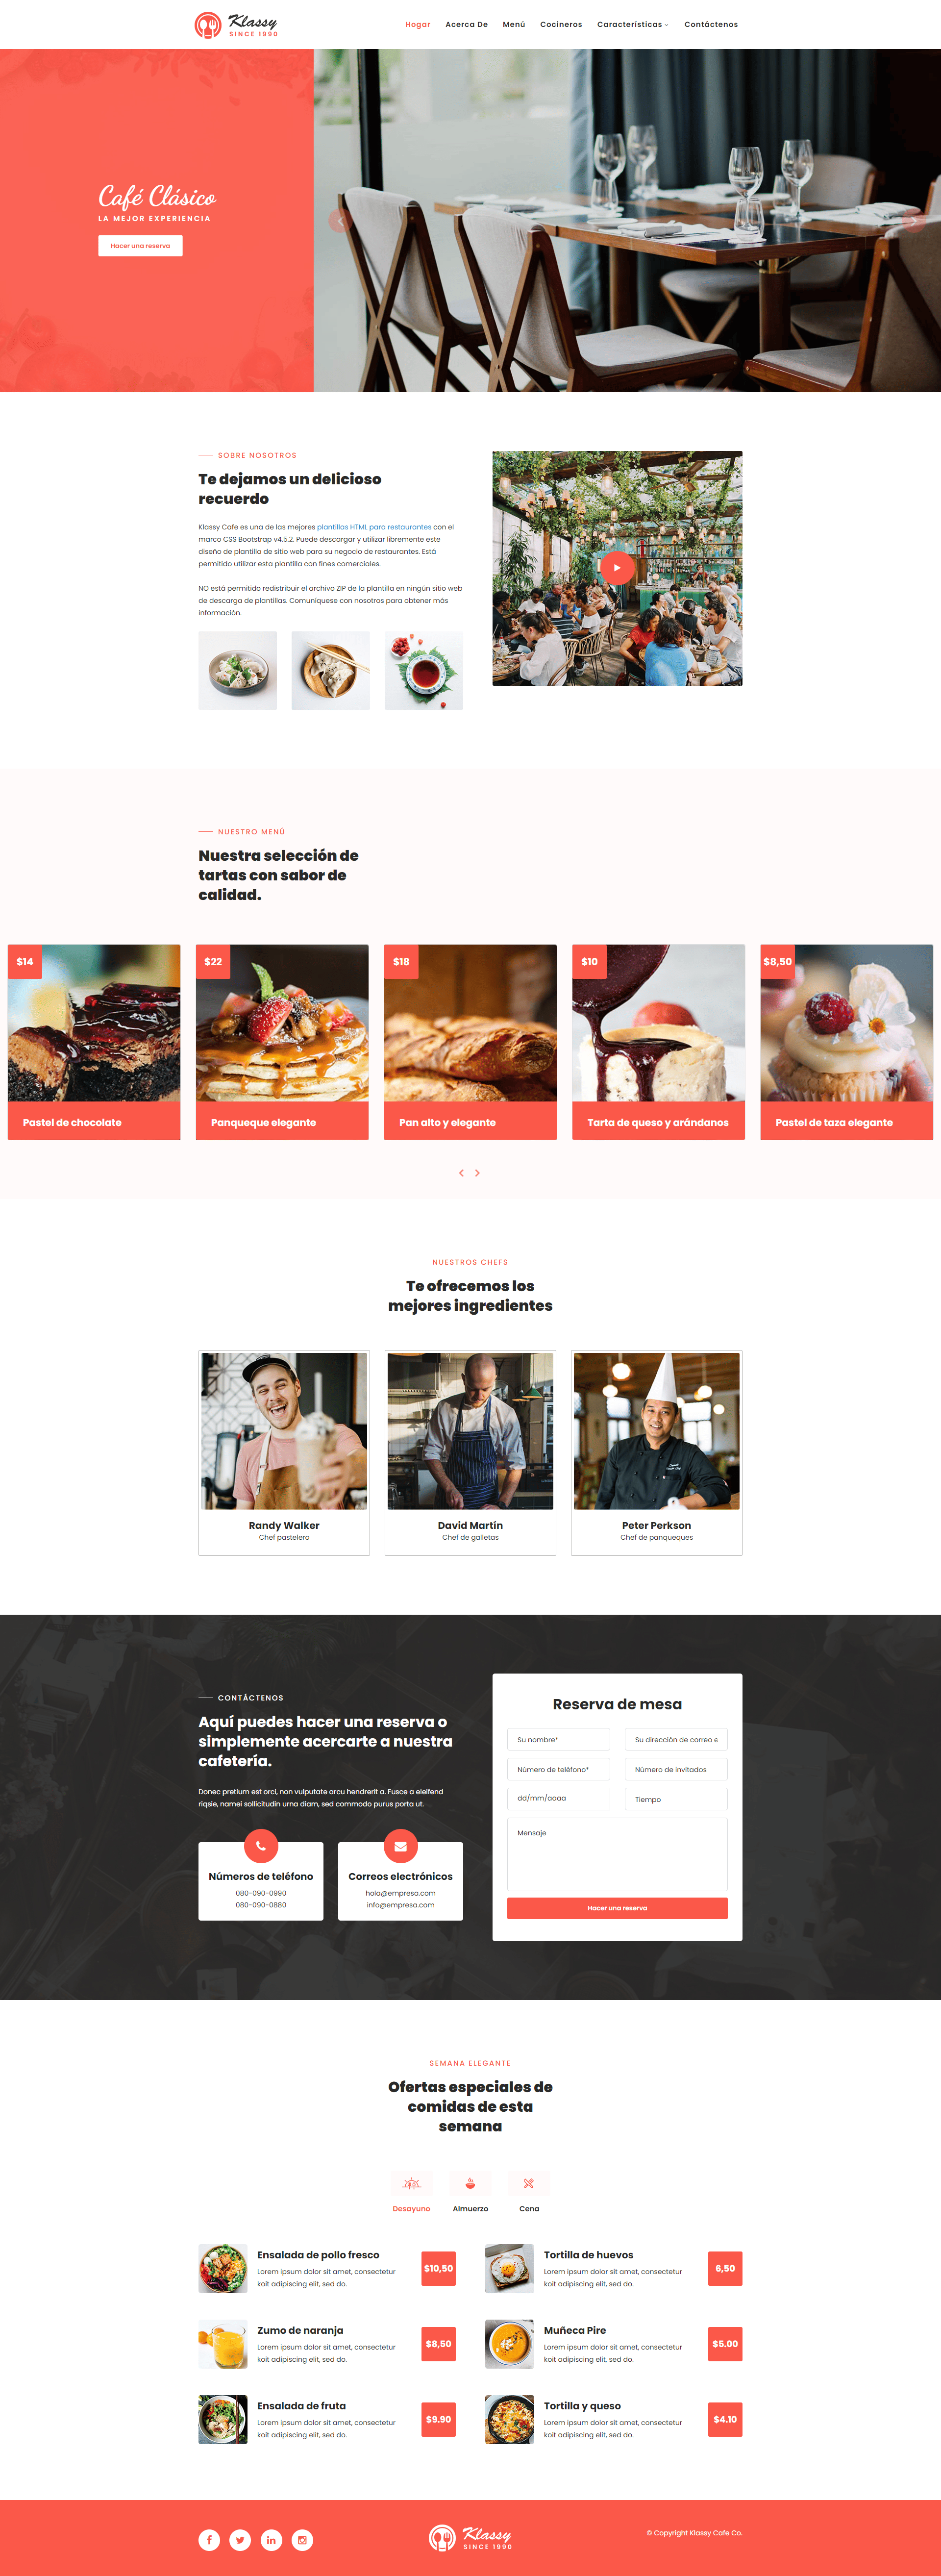 Klassy
SINCE 1990
Hogar
Acerca De
Menú
Cocineros
Características
Contáctenos
Café Clásico
LA MEJOR EXPERIENCIA
Hacer una reserva
SOBRE NOSOTROS
Te dejamos un delicioso
recuerdo
Klassy Cafe es una de las mejores plantillas HTML para restaurantes con el
marco CSS Bootstrap v4.5.2. Puede descargar y utilizar libremente este
diseño de plantilla de sitio web para su negocio de restaurantes. Está
permitido utilizar esta plantilla con fines comerciales.
NO está permitido redistribuir el archivo ZIP de la plantilla en ningún sitio web
de descarga de plantillas. Comuníquese con nosotros para obtener más
información.
NUESTRO MENÚ
Nuestra selección de
tartas con sabor de
calidad.
$14
$22
$18
$10
$8,50
Pastel de chocolate
Panqueque elegante
Pan alto y elegante
Tarta de queso y arándanos
Pastel de taza elegante
NUESTROS CHEFS
Te ofrecemos los
mejores ingredientes
Randy Walker
Chef pastelero
David Martín
Chef de galletas
Peter Perkson
Chef de panqueques
CONTÁCTENOS
Aquí puedes hacer una reserva o
simplemente acercarte a nuestra
cafetería.
Donec pretium est orci, non vulputate arcu hendrerit a. Fusce a eleifend
riqsie, namei sollicitudin urna diam, sed commodo purus porta ut.
Números de teléfono
080-090-0990
080-090-0880
Correos electrónicos
hola@empresa.com
info@empresa.com
Reserva de mesa
Su nombre*
Su dirección de correo e
Número de teléfono*
Número de invitados
dd/mm/aaaa
Tiempo
Mensaje
Hacer una reserva
SEMANA ELEGANTE
Ofertas especiales de
comidas de esta
semana
Desayuno
Almuerzo
Cena
Ensalada de pollo fresco
Lorem ipsum dolor sit amet, consectetur
koit adipiscing elit, sed do.
$10,50
Tortilla de huevos
Lorem ipsum dolor sit amet, consectetur
koit adipiscing elit, sed do.
6,50
Zumo de naranja
Lorem ipsum dolor sit amet, consectetur
koit adipiscing elit, sed do.
$8,50
Muñeca Pire
Lorem ipsum dolor sit amet, consectetur
koit adipiscing elit, sed do.
$5.00
Ensalada de fruta
Lorem ipsum dolor sit amet, consectetur
koit adipiscing elit, sed do.
$9.90
Tortilla y queso
Lorem ipsum dolor sit amet, consectetur
koit adipiscing elit, sed do.
$4.10
Klassy
SINCE 1990
© Copyright Klassy Cafe Co.